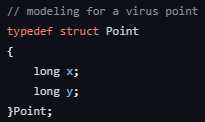 // modeling for a virus point
typedef struct Point
{
    long x;
    long y;
}Point;